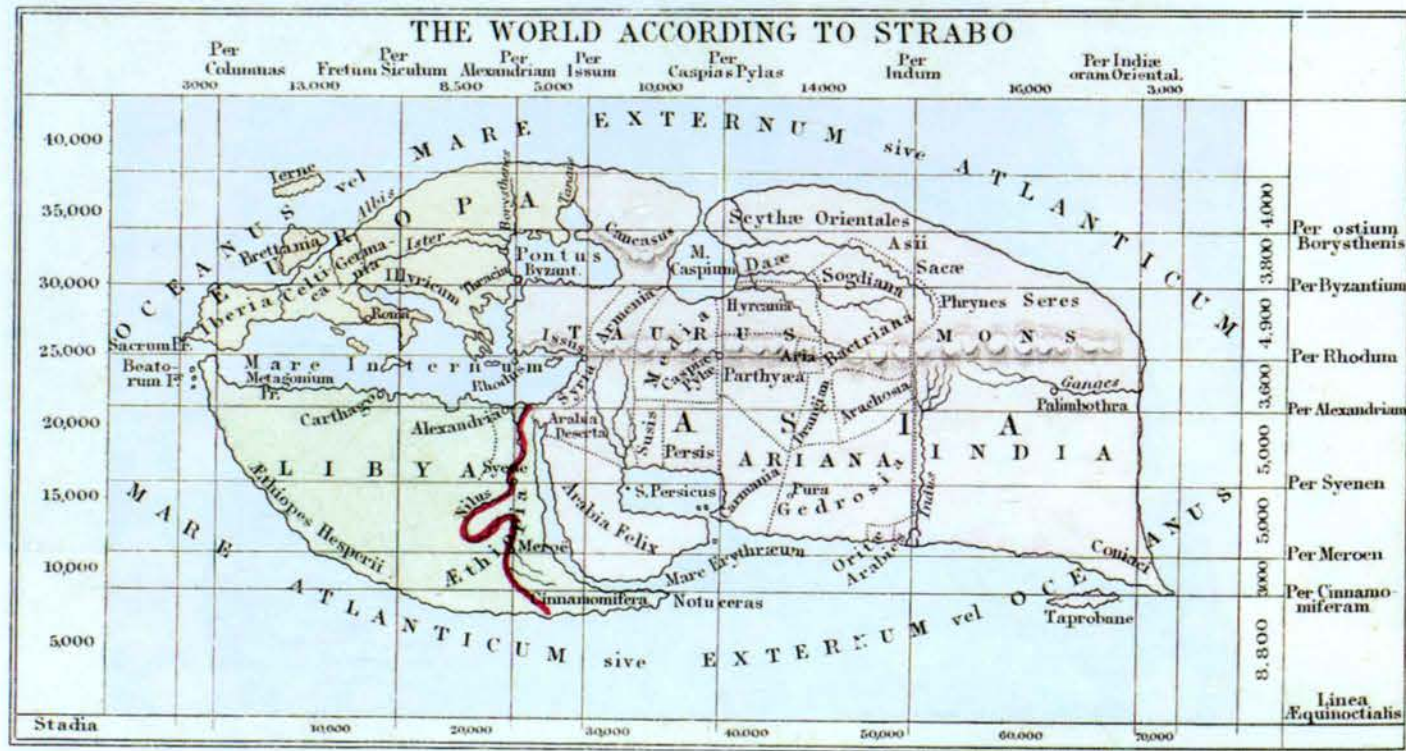 THE WORLD ACCORDING TO STRABO
Per Columnas
Per Fretum Siculum
Per Alexandriam
Per Issum
Per Caspias Pylas
Per Indum
Per Indiæ oram Oriental.
3000 13,000 8,500 5,000 10,000 14,000 16,000 3,000
MARE EXTERNUM sive ATLANTICUM
OCEANUS vel
40,000
35,000
30,000
25,000
20,000
15,000
10,000
5,000
Ierne
Albis
EUROPA
Borysthenes
Tanais
Brettania
Germania
Ister
Celtica
Iberia
Illyricum
Thracia
Roma
Pontus
Byzant.
Caucasus
M. Caspium
Scythæ Orientales
Asii
Sacæ
Daæ
Sogdiana
Hyrcania
Phrynes Seres
Armenia
Media
Bactriana
TAURUS MONS
Issus
Sacrum Pr.
Beatorum Iæ
Mare Internum
Metagonium Pr.
Rhodus
Syria
Caspiæ Pylæ
Aria
Parthyæa
Ganges
Palimbothra
Carthago
Alexandria
Arabia Deserta
Susis
Persis
Drangiana
Arachosia
ASIA
LIBYA
Syene
ARIANA
INDIA
Nilus
S. Persicus
Carmania
Pura
Gedrosia
Indus
Æthiopes Hesperii
Æthiopia
Arabia Felix
Meroë
Oritæ
Arabies
Coniaci
Mare Erythræum
Cinnamomifera
Notuceras
Taprobane
MARE ATLANTICUM sive EXTERNUM vel OCEANUS
4,000
3,800
4,900
3,600
5,000
5,000
3000
8,800
Per ostium Borysthenis
Per Byzantium
Per Rhodum
Per Alexandriam
Per Syenen
Per Meroen
Per Cinnamomiferam
Linea Æquinoctialis
Stadia
10,000 20,000 30,000 40,000 50,000 60,000 70,000